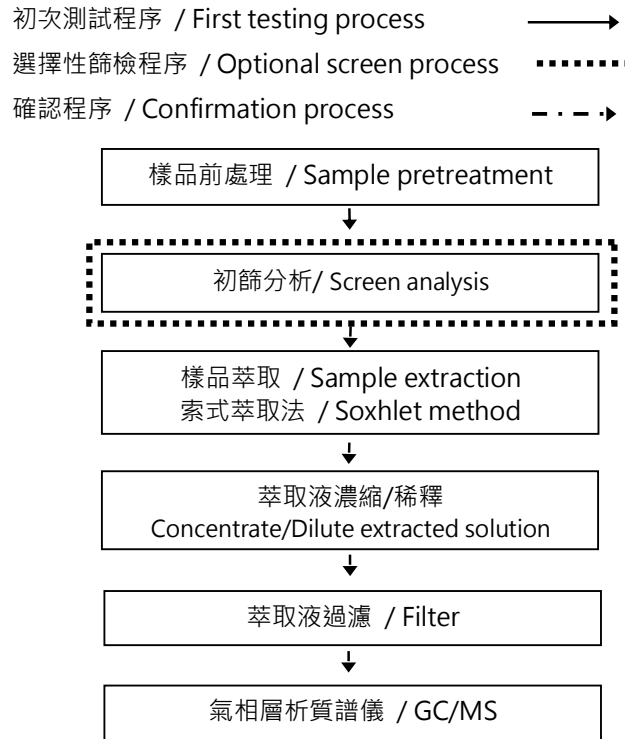 初次測試程序 / First testing process
選擇性篩檢程序 / Optional screen process
確認程序 / Confirmation process
樣品前處理 / Sample pretreatment
初篩分析/ Screen analysis
樣品萃取 / Sample extraction
索式萃取法 / Soxhlet method
萃取液濃縮/稀釋
Concentrate/Dilute extracted solution
萃取液過濾 / Filter
氣相層析質譜儀 / GC/MS